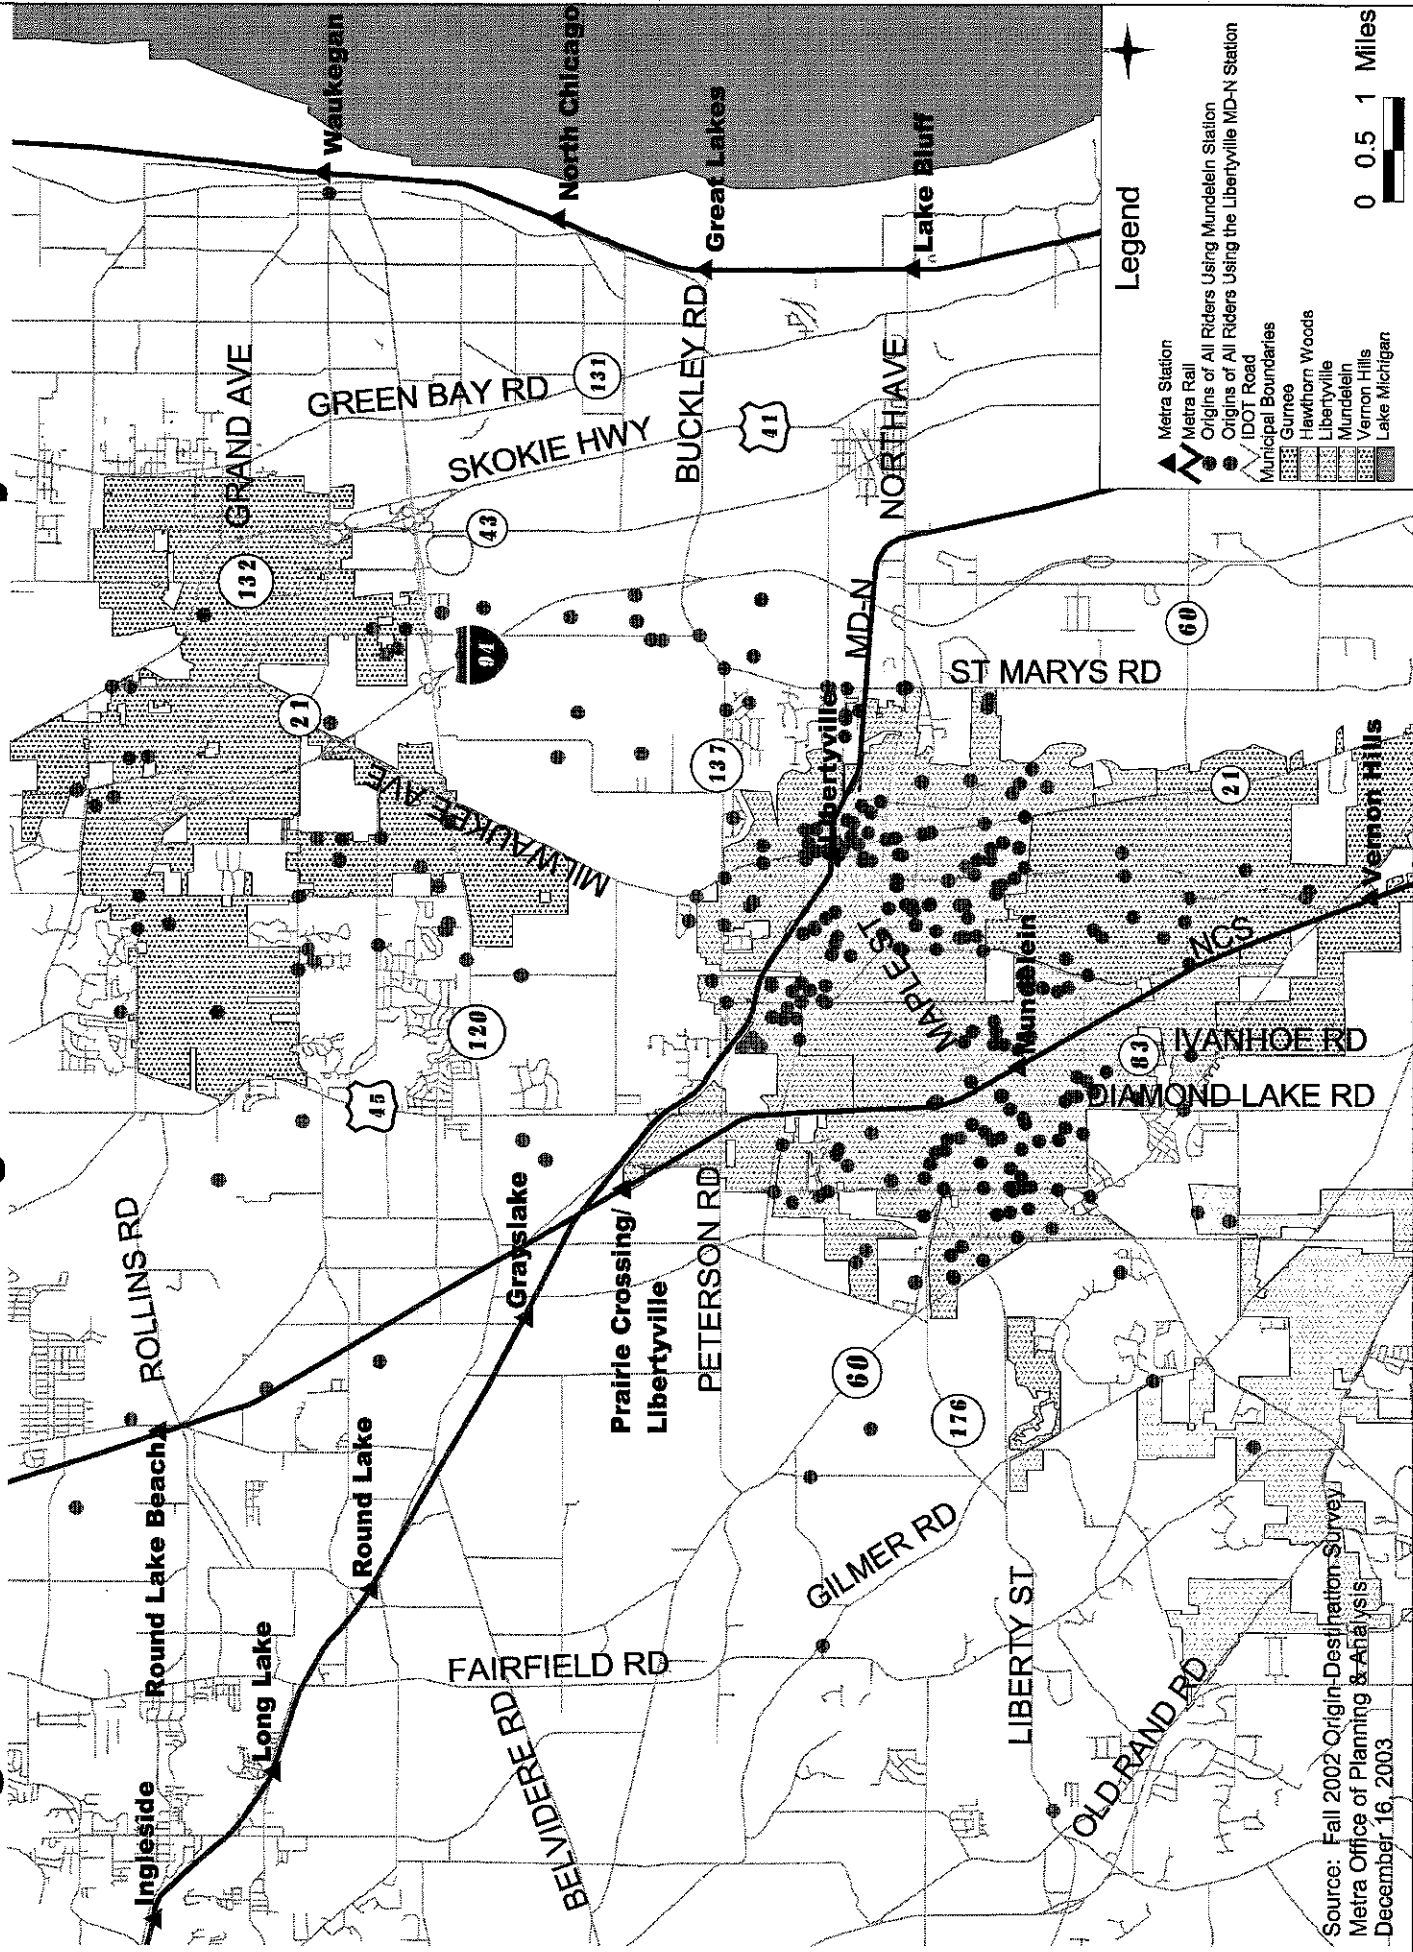 Waukegan
North Chicago
Great Lakes
Lake Bluff
GRAND AVE
GREEN BAY RD
131
SKOKIE HWY
BUCKLEY RD
41
NORTH AVE
132
43
94
MD-N
60
ST MARYS RD
21
137
MILWAUKEE AVE
Libertyville
21
Vernon Hills
MAPLE ST
Mundelein
NCS
120
45
83
IVANHOE RD
DIAMOND LAKE RD
ROLLINS RD
Grayslake
Prairie Crossing/
Libertyville
PETERSON RD
60
176
Round Lake Beach
Round Lake
GILMER RD
LIBERTY ST
Long Lake
FAIRFIELD RD
Ingleside
BELVIDERE RD
OLD RAND RD
Legend
Metra Station
Metra Rail
Origins of All Riders Using Mundelein Station
Origins of All Riders Using the Libertyville MD-N Station
IDOT Road
Municipal Boundaries
Gurnee
Hawthorn Woods
Libertyville
Mundelein
Vernon Hills
Lake Michigan
0 0.5 1 Miles
Source: Fall 2002 Origin-Destination Survey
Metra Office of Planning & Analysis
December 16, 2003